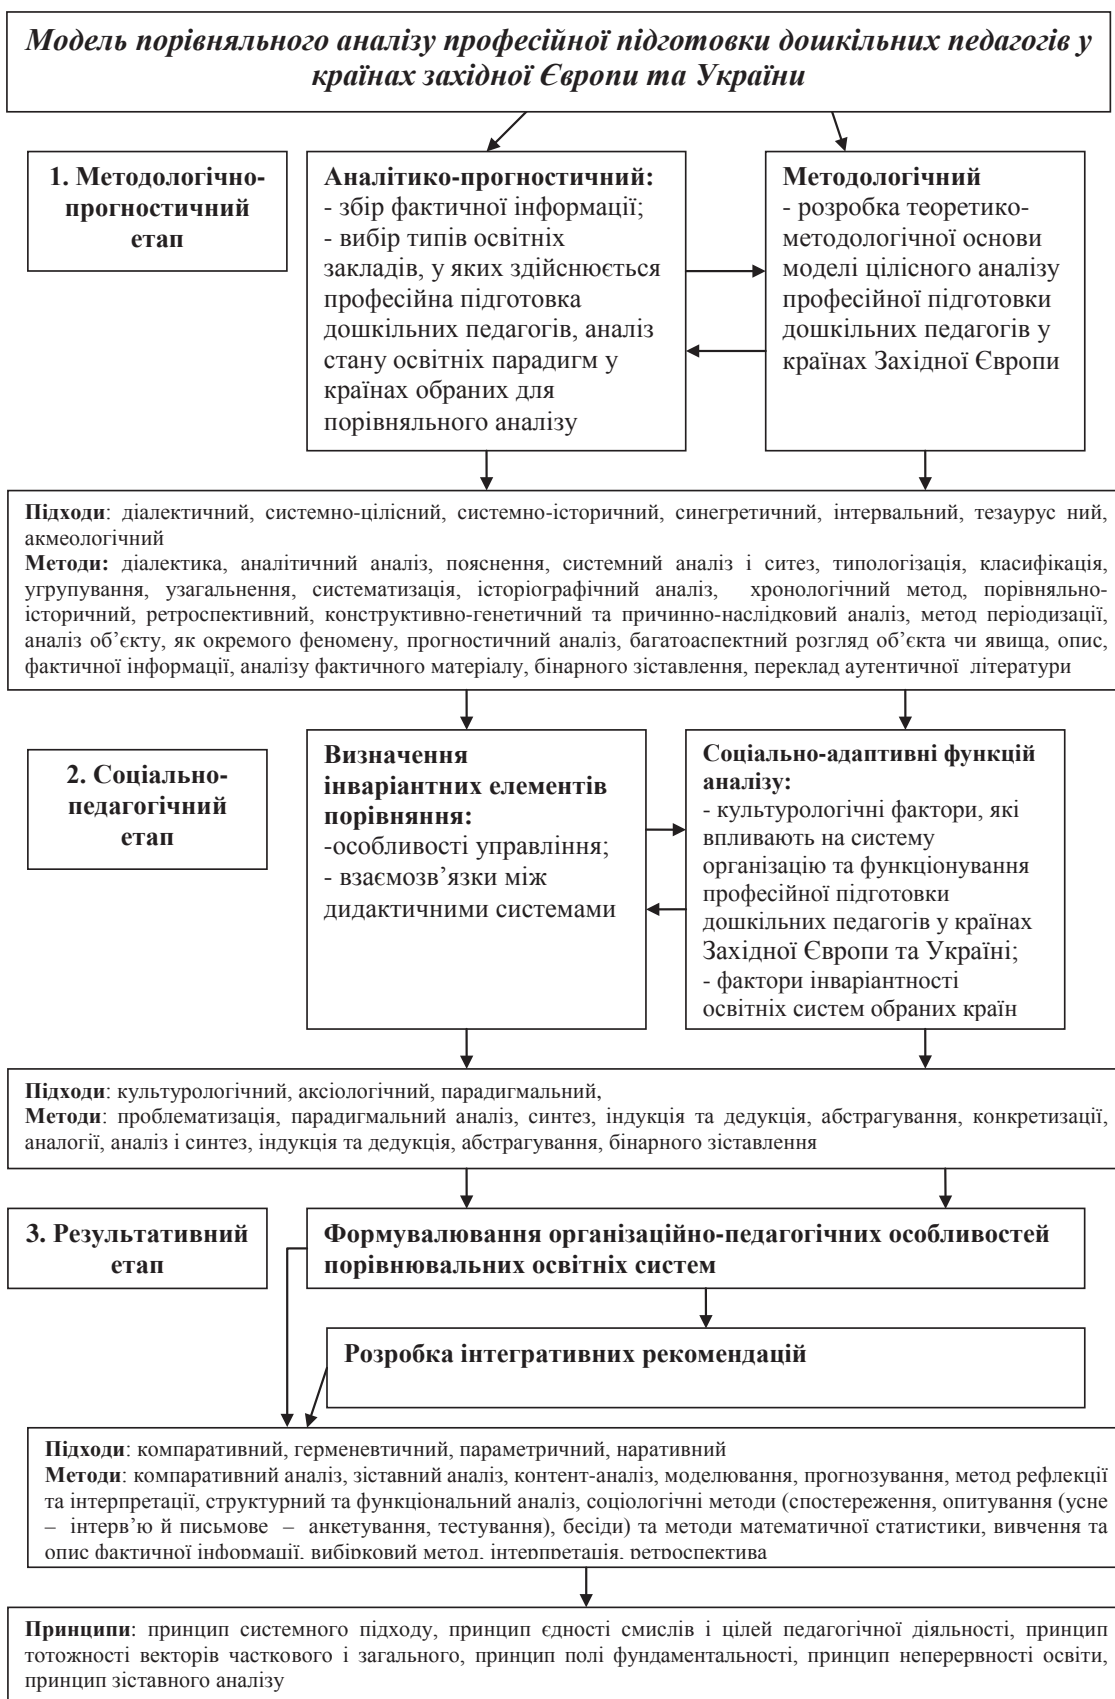 Модель порівняльного аналізу професійної підготовки дошкільних педагогів у
країнах західної Європи та України
1. Методологічно-
прогностичний
етап
Аналітико-прогностичний:
- збір фактичної інформації;
- вибір типів освітніх
закладів, у яких здійснюється
професійна підготовка
дошкільних педагогів, аналіз
стану освітніх парадигм у
країнах обраних для
порівняльного аналізу
Методологічний
- розробка теоретико-
методологічної основи
моделі цілісного аналізу
професійної підготовки
дошкільних педагогів у
країнах Західної Європи
Підходи: діалектичний, системно-цілісний, системно-історичний, синегретичний, інтервальний, тезаурус ний,
акмеологічний
Методи: діалектика, аналітичний аналіз, пояснення, системний аналіз і ситез, типологізація, класифікація,
угрупування, узагальнення, систематизація, історіографічний аналіз, хронологічний метод, порівняльно-
історичний, ретроспективний, конструктивно-генетичний та причинно-наслідковий аналіз, метод періодизації,
аналіз об’єкту, як окремого феномену, прогностичний аналіз, багатоаспектний розгляд об’єкта чи явища, опис,
фактичної інформації, аналізу фактичного матеріалу, бінарного зіставлення, переклад аутентичної літератури
2. Соціально-
педагогічний
етап
Визначення
інваріантних елементів
порівняння:
-особливості управління;
- взаємозв’язки між
дидактичними системами
Соціально-адаптивні функцій
аналізу:
- культурологічні фактори, які
впливають на систему
організацію та функціонування
професійної підготовки
дошкільних педагогів у країнах
Західної Європи та Україні;
- фактори інваріантності
освітніх систем обраних країн
Підходи: культурологічний, аксіологічний, парадигмальний,
Методи: проблематизація, парадигмальний аналіз, синтез, індукція та дедукція, абстрагування, конкретизації,
аналогії, аналіз і синтез, індукція та дедукція, абстрагування, бінарного зіставлення
3. Результативний
етап
Формувалювання організаційно-педагогічних особливостей
порівнювальних освітніх систем
Розробка інтегративних рекомендацій
Підходи: компаративний, герменевтичний, параметричний, наративний
Методи: компаративний аналіз, зіставний аналіз, контент-аналіз, моделювання, прогнозування, метод рефлекції
та інтерпретації, структурний та функціональний аналіз, соціологічні методи (спостереження, опитування (усне
– інтерв’ю й письмове – анкетування, тестування), бесіди) та методи математичної статистики, вивчення та
опис фактичної інформації, вибірковий метод, інтерпретація, ретроспектива
Принципи: принцип системного підходу, принцип єдності смислів і цілей педагогічної діяльності, принцип
тотожності векторів часткового і загального, принцип полі фундаментальності, принцип неперервності освіти,
принцип зіставного аналізу